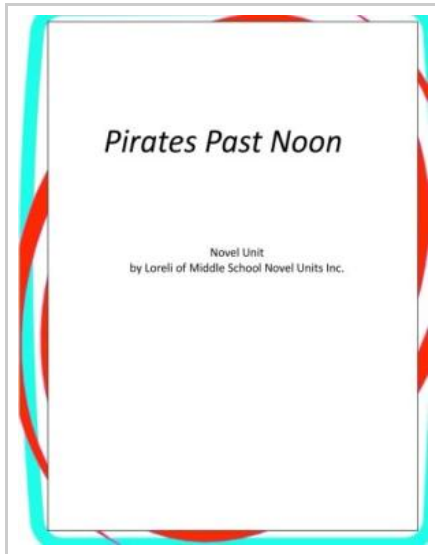 Pirates Past Noon
Novel Unit
by Loreli of Middle School Novel Units Inc.